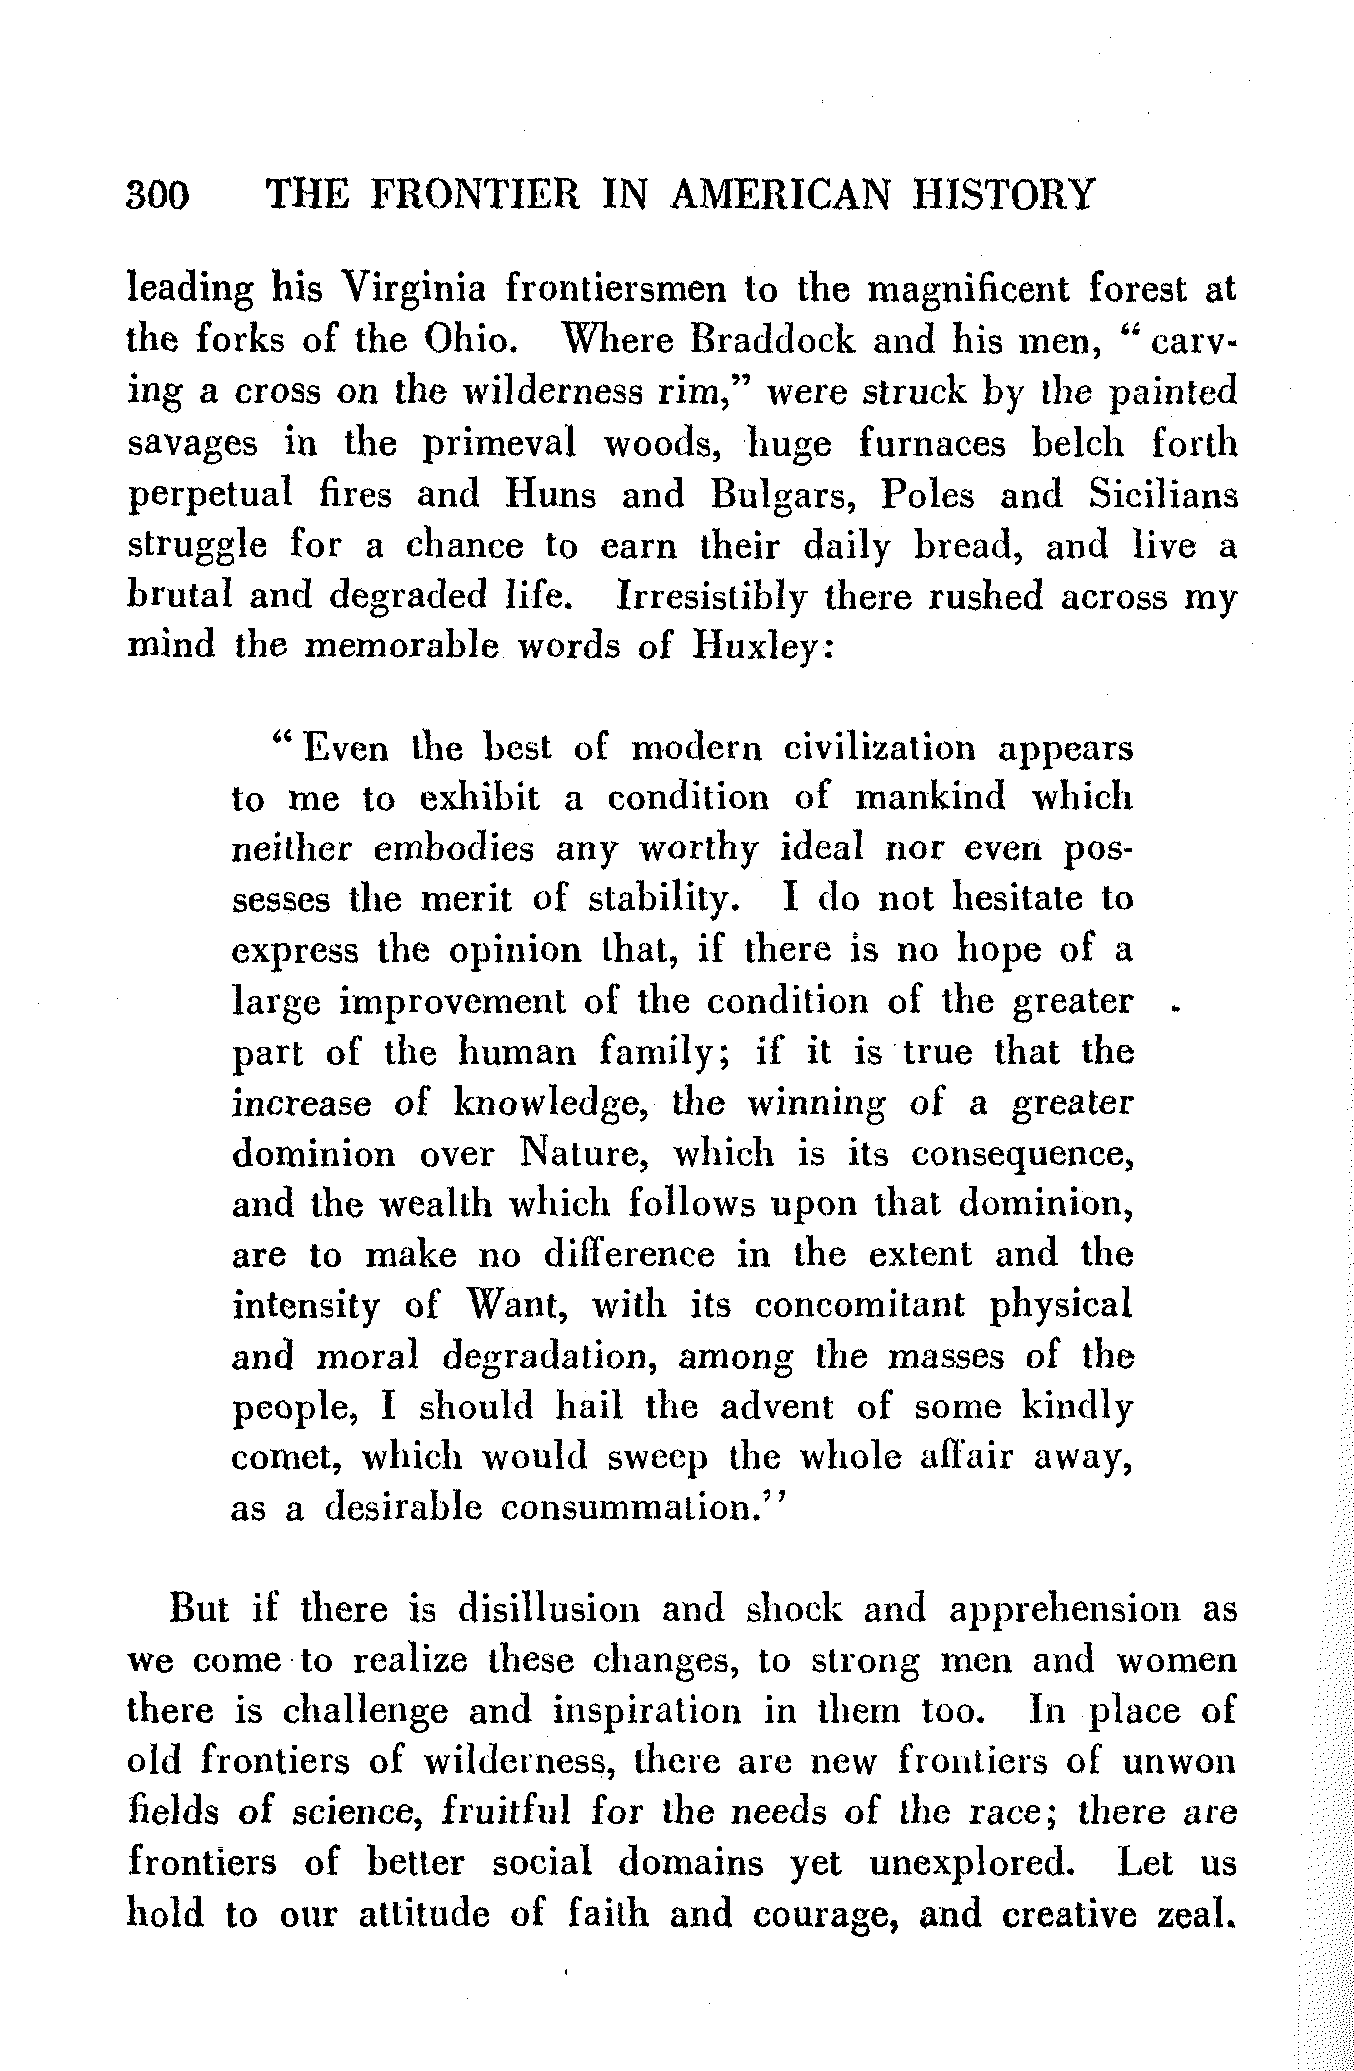 300 THE FRONTIER IN AMERICAN HISTORY
leading his Virginia frontiersmen to the magnificent forest at
the forks of the Ohio. Where Braddock and his men, " carv-
ing a cross on the wilderness rim," were struck by the painted
savages in the primeval woods, huge furnaces belch forth
perpetual fires and Huns and Bulgars, Poles and Sicilians
struggle for a chance to earn their daily bread, and live a
brutal and degraded life. Irresistibly there rushed across my
mind the memorable words of Huxley:
" Even the best of modern civilization appears
to me to exhibit a condition of mankind which
neither embodies any worthy ideal nor even pos-
sesses the merit of stability. I do not hesitate to
express the opinion that, if there is no hope of a
large improvement of the condition of the greater
part of the human family; if it is true that the
increase of knowledge, the winning of a greater
dominion over Nature, which is its consequence,
and the wealth which follows upon that dominion,
are to make no difference in the extent and the
intensity of Want, with its concomitant physical
and moral degradation, among the masses of the
people, I should hail the advent of some kindly
comet, which would sweep the whole affair away,
as a desirable consummation."
But if there is disillusion and shock and apprehension as
we come to realize these changes, to strong men and women
there is challenge and inspiration in them too. In place of
old frontiers of wilderness, there are new frontiers of unwon
fields of science, fruitful for the needs of the race; there are
frontiers of better social domains yet unexplored. Let us
hold to our attitude of faith and courage, and creative zeal.